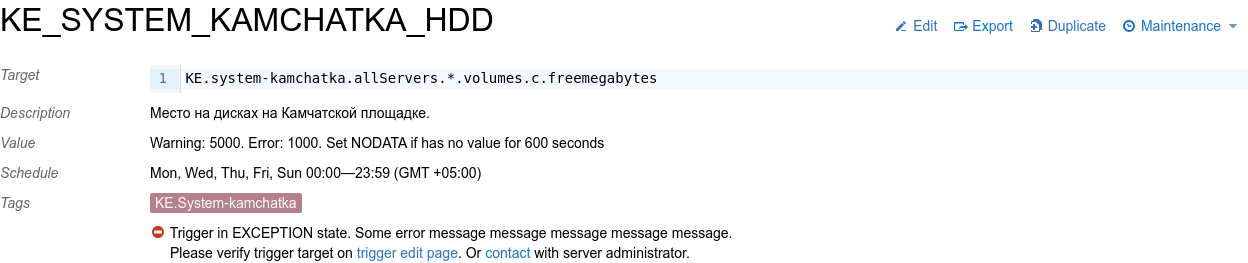 KE_SYSTEM_KAMCHATKA_HDD
Edit Export Duplicate Maintenance
Target 1 KE.system-kamchatka.allServers.*.volumes.c.freemegabytes
Description Место на дисках на Камчатской площадке.
Value Warning: 5000. Error: 1000. Set NODATA if has no value for 600 seconds
Schedule Mon, Wed, Thu, Fri, Sun 00:00—23:59 (GMT +05:00)
Tags KE.System-kamchatka
Trigger in EXCEPTION state. Some error message message message message message.
Please verify trigger target on trigger edit page. Or contact with server administrator.